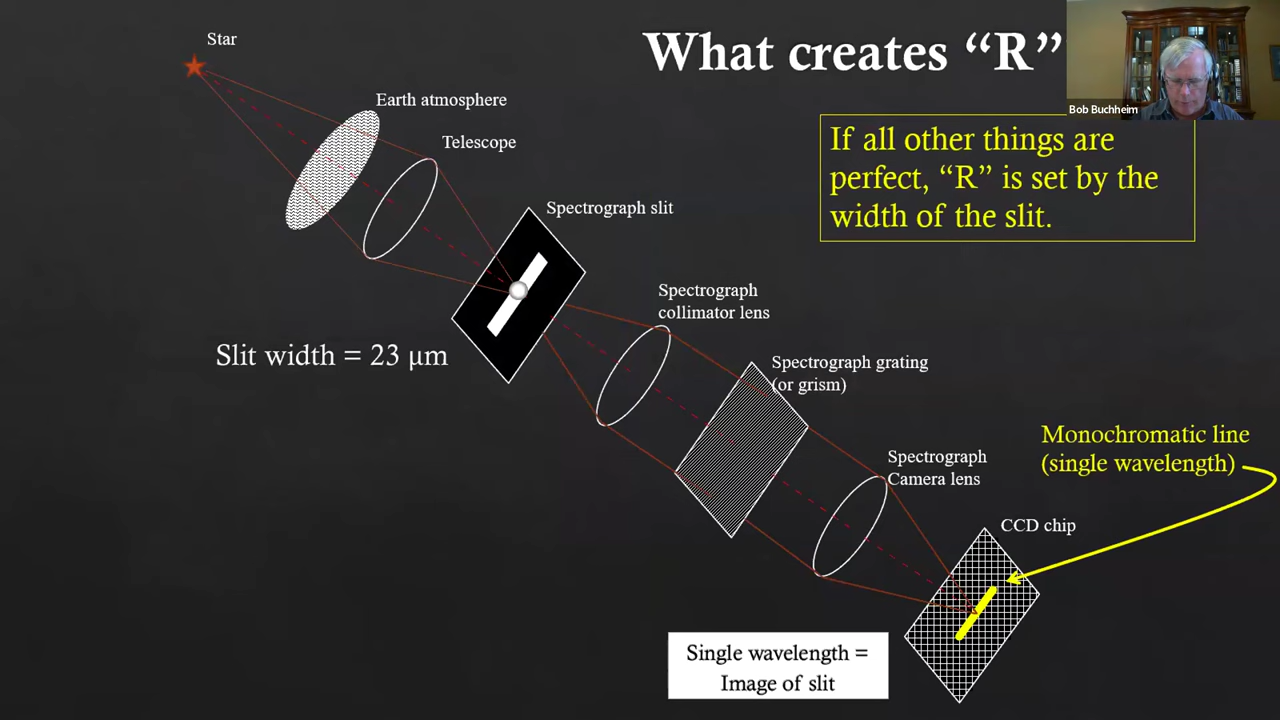 What creates “R”
Bob Buchheim
Star
Earth atmosphere
Telescope
If all other things are
perfect, “R” is set by the
width of the slit.
Spectrograph slit
Spectrograph
collimator lens
Slit width = 23 µm
Spectrograph grating
(or grism)
Monochromatic line
(single wavelength)
Spectrograph
Camera lens
CCD chip
Single wavelength =
Image of slit